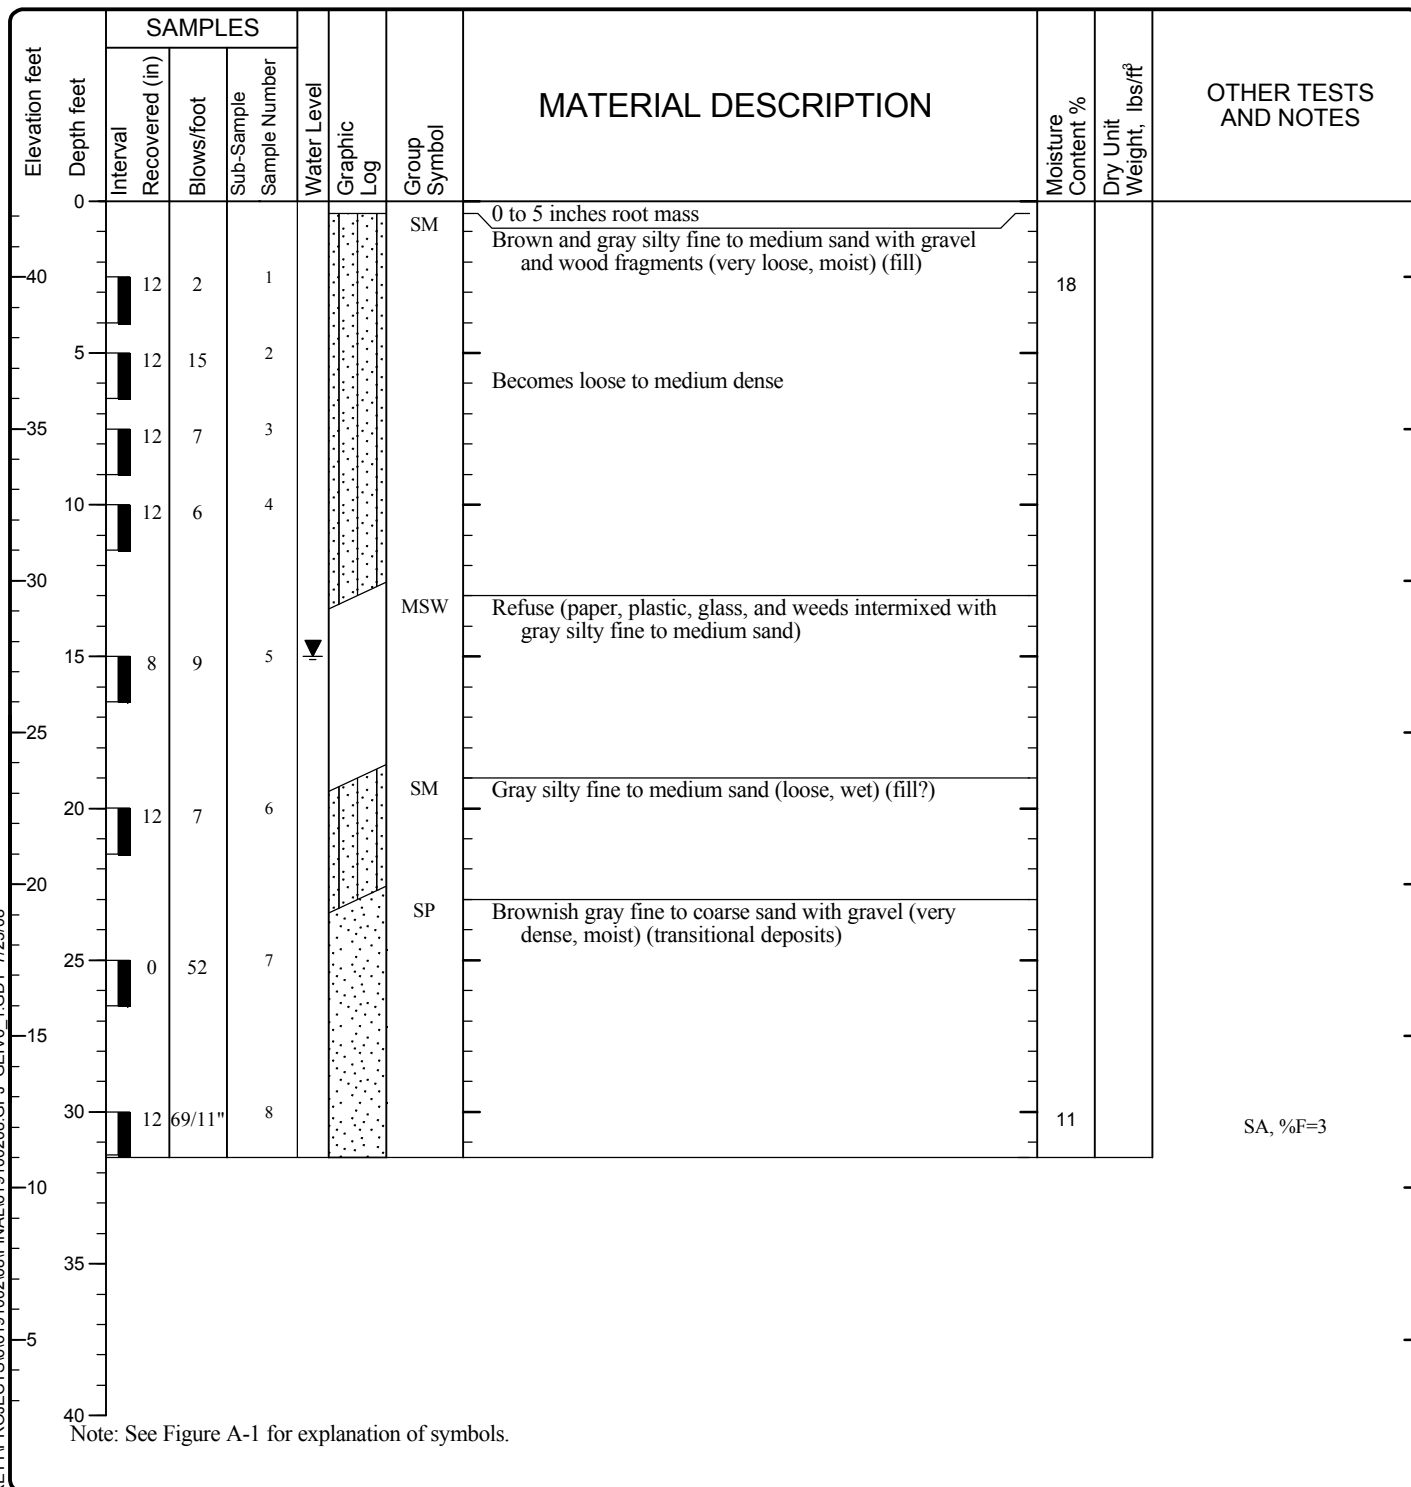 SAMPLES
Elevation feet
Depth feet
Interval
Recovered (in)
Blows/foot
Sub-Sample
Sample Number
Water Level
Graphic
Log
Group
Symbol
MATERIAL DESCRIPTION
Moisture
Content %
Dry Unit
Weight, lbs/ft³
OTHER TESTS
AND NOTES
0
SM
0 to 5 inches root mass
Brown and gray silty fine to medium sand with gravel
and wood fragments (very loose, moist) (fill)
40
12 2 1
18
5
12 15 2
Becomes loose to medium dense
35
12 7 3
10
12 6 4
30
MSW
Refuse (paper, plastic, glass, and weeds intermixed with
gray silty fine to medium sand)
15
8 9 5
25
SM
Gray silty fine to medium sand (loose, wet) (fill?)
20
12 7 6
20
SP
Brownish gray fine to coarse sand with gravel (very
dense, moist) (transitional deposits)
25
0 52 7
15
30
12 69/11" 8
11
SA, %F=3
10
35
5
40
Note: See Figure A-1 for explanation of symbols.